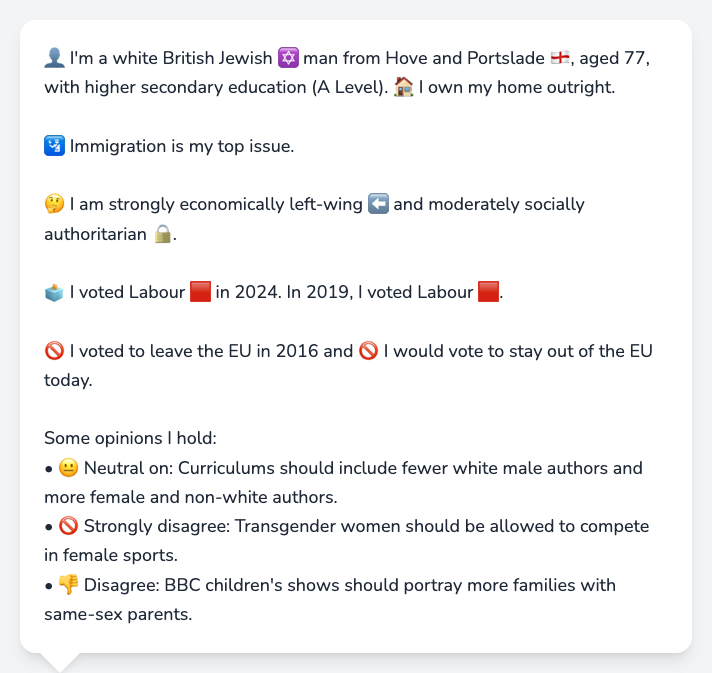 👤 I'm a white British Jewish ✡️ man from Hove and Portslade 🏴󠁧󠁢󠁥󠁮󠁧󠁿, aged 77,
with higher secondary education (A Level). 🏠 I own my home outright.
🛂 Immigration is my top issue.
🤔 I am strongly economically left-wing ⬅️ and moderately socially
authoritarian 🔒.
🗳️ I voted Labour 🟥 in 2024. In 2019, I voted Labour 🟥.
🚫 I voted to leave the EU in 2016 and 🚫 I would vote to stay out of the EU
today.
Some opinions I hold:
• 😐 Neutral on: Curriculums should include fewer white male authors and
more female and non-white authors.
• 🚫 Strongly disagree: Transgender women should be allowed to compete
in female sports.
• 👎 Disagree: BBC children's shows should portray more families with
same-sex parents.